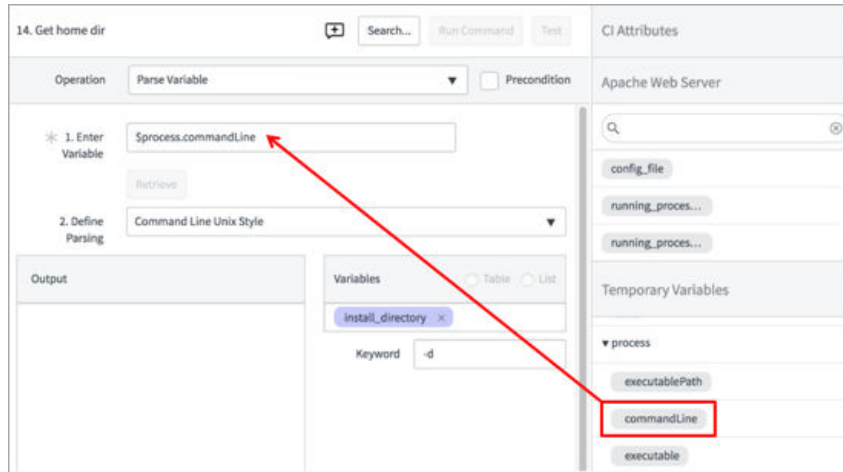 14. Get home dir
Search...
Run Command
Test
Operation
Parse Variable
Precondition
1. Enter
Variable
$process.commandLine
Retrieve
2. Define
Parsing
Command Line Unix Style
Output
Variables
Table
List
install_directory ×
Keyword
-d
CI Attributes
Apache Web Server
config_file
running_proces...
running_proces...
Temporary Variables
process
executablePath
commandLine
executable